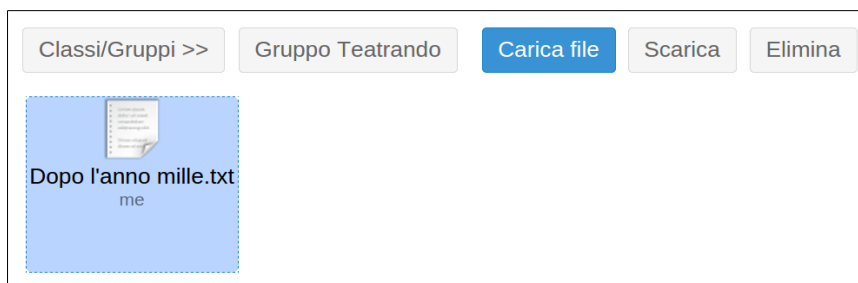 Classi/Gruppi >> Gruppo Teatrando Carica file Scarica Elimina
Dopo l'anno mille.txt
me